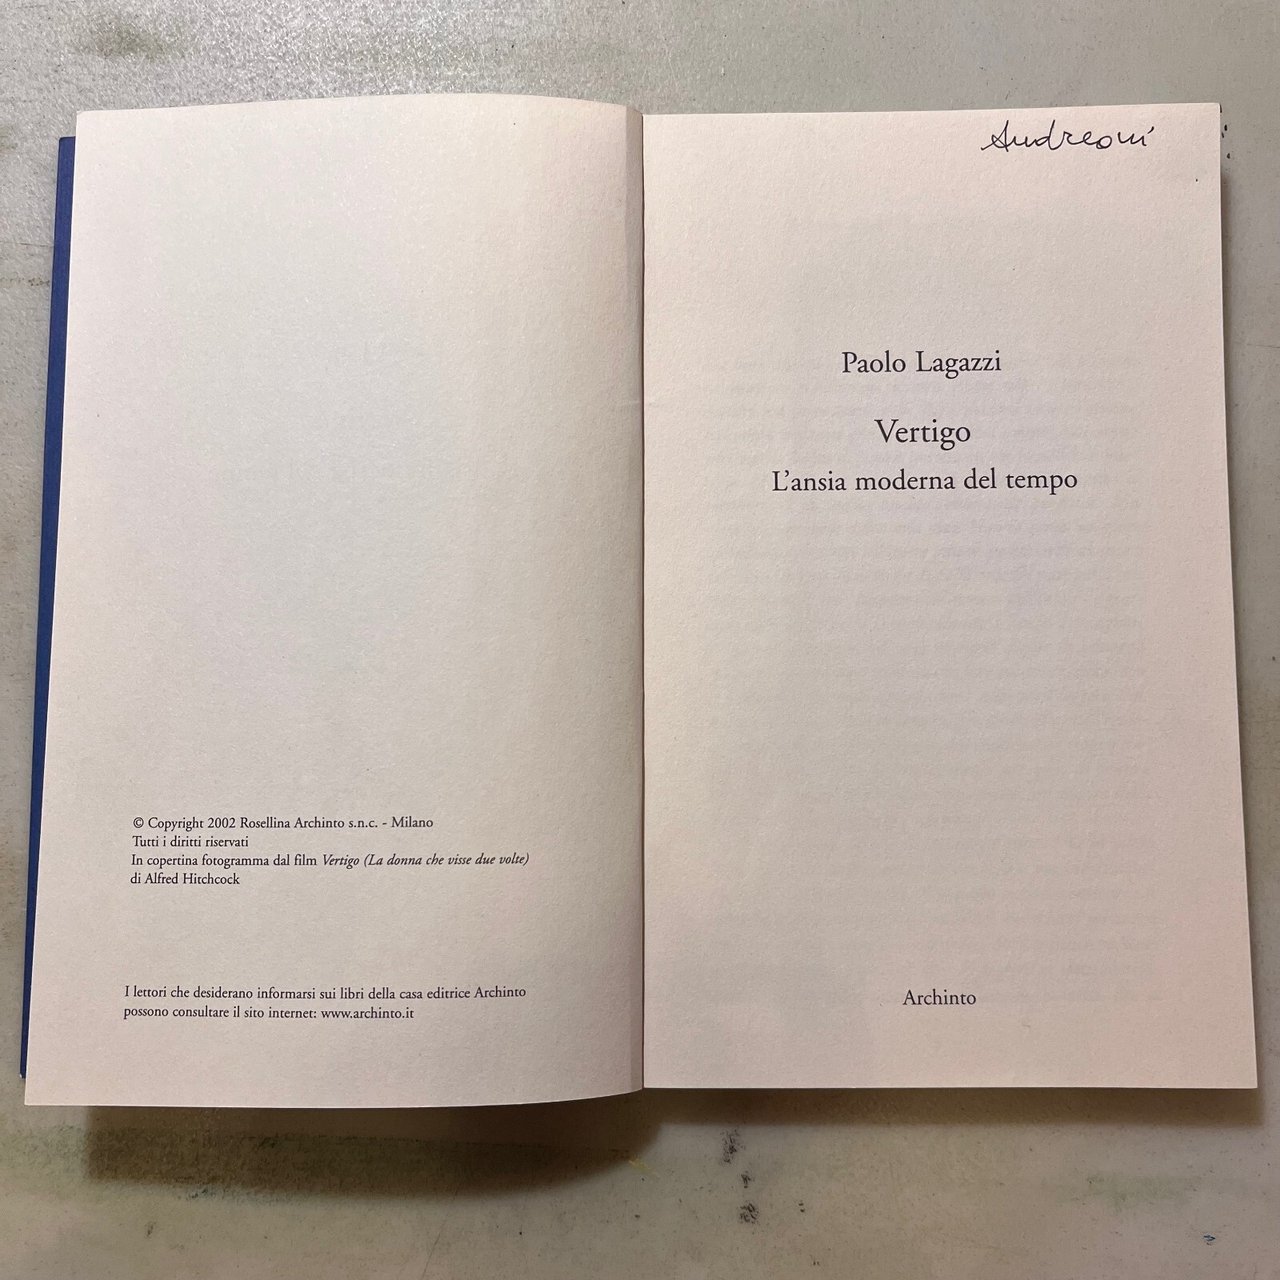 © Copyright 2002 Rosellina Archinto s.n.c. - Milano
Tutti i diritti riservati
In copertina fotogramma dal film Vertigo (La donna che visse due volte)
di Alfred Hitchcock
I lettori che desiderano informarsi sui libri della casa editrice Archinto
possono consultare il sito internet: www.archinto.it
Andreoni
Paolo Lagazzi
Vertigo
L'ansia moderna del tempo
Archinto